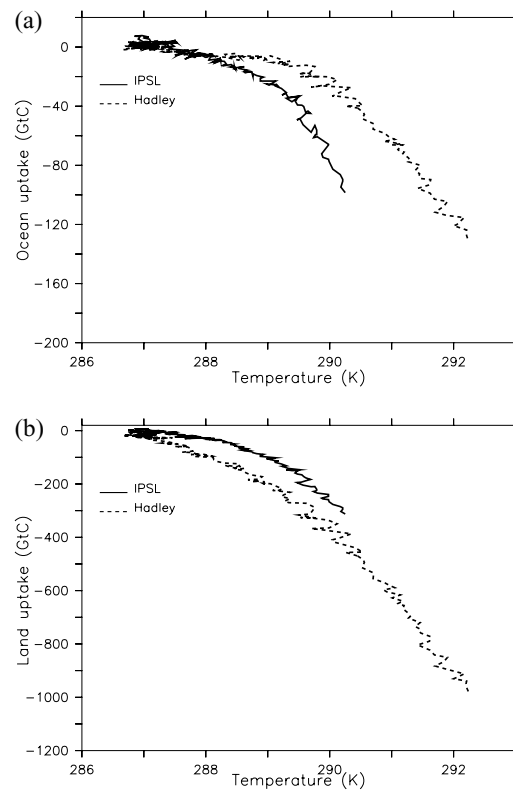 (a)
0
−40
−80
−120
−160
−200
Ocean uptake (GtC)
IPSL
Hadley
286 288 290 292
Temperature (K)
(b)
0
−200
−400
−600
−800
−1000
−1200
Land uptake (GtC)
IPSL
Hadley
286 288 290 292
Temperature (K)